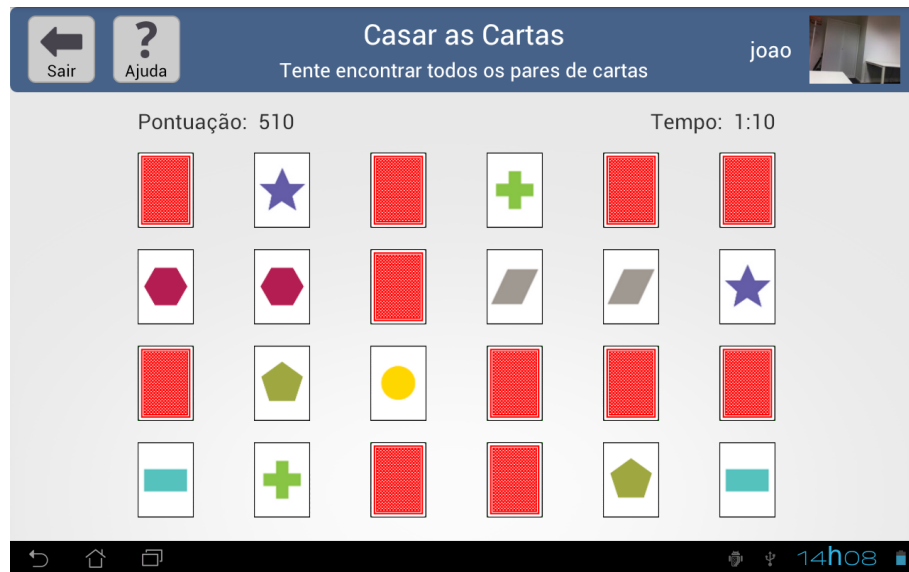 Casar as Cartas
Tente encontrar todos os pares de cartas
Sair
?
Ajuda
joao
Pontuação: 510
Tempo: 1:10
14h08